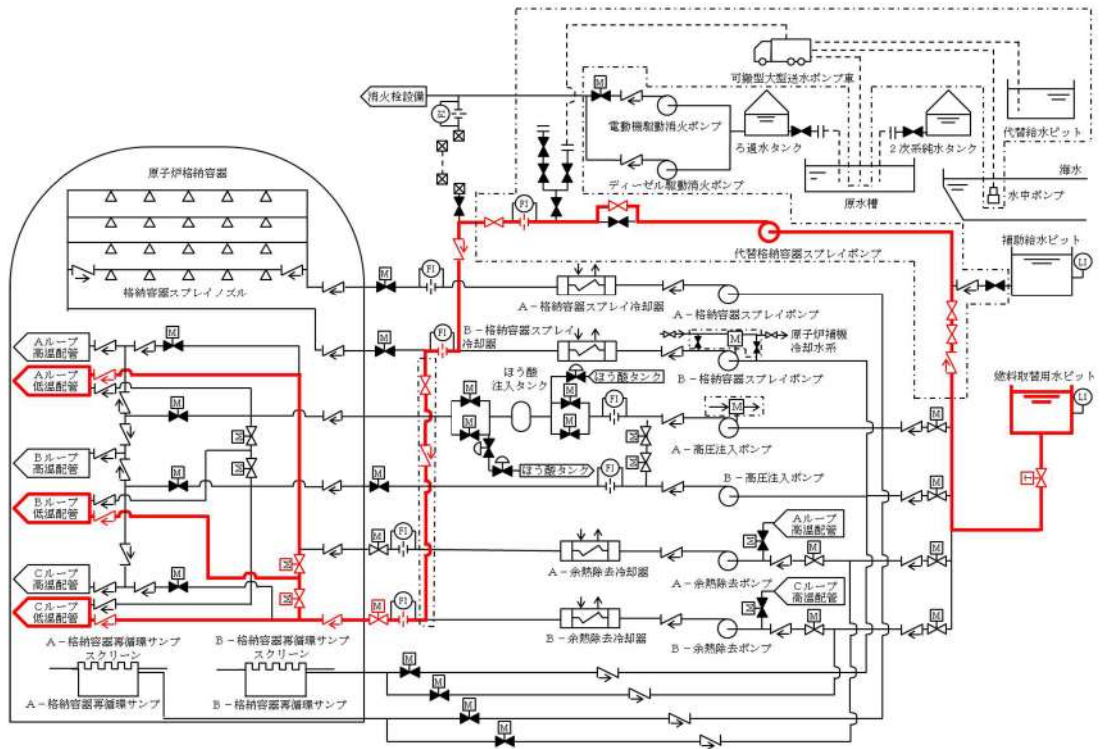 可搬型大型送水ポンプ車
消火栓設備
M
FI
電動機駆動消火ポンプ
ろ過水タンク
2次系純水タンク
代替給水ピット
ディーゼル駆動消火ポンプ
原水槽
海水
水中ポンプ
原子炉格納容器
格納容器スプレイノズル
FI
代替格納容器スプレイポンプ
補助給水ピット
LI
M
FI
A-格納容器スプレイ冷却器
A-格納容器スプレイポンプ
M
FI
B-格納容器スプレイ
冷却器
M
原子炉補機
冷却水系
B-格納容器スプレイポンプ
燃料取替用水ピット
LI
Aループ
高温配管
M
Aループ
低温配管
ほう酸
注入タンク
ほう酸タンク
M
M
M
M
M
FI
M
M
A-高圧注入ポンプ
M
M
M
Bループ
高温配管
ほう酸タンク
FI
M
B-高圧注入ポンプ
M
M
M
T
Bループ
低温配管
M
FI
A-余熱除去冷却器
Aループ
高温配管
M
M
M
A-余熱除去ポンプ
M
M
Cループ
高温配管
M
Cループ
低温配管
M
FI
B-余熱除去冷却器
Cループ
高温配管
M
M
M
B-余熱除去ポンプ
A-格納容器再循環サンプ
スクリーン
B-格納容器再循環サンプ
スクリーン
M
M
A-格納容器再循環サンプ
B-格納容器再循環サンプ
M
M